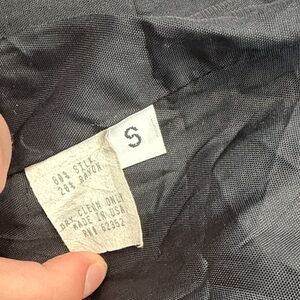 S
80% SILK
20% RAYON
DRY CLEAN ONLY
MADE IN USA
RN# 62352